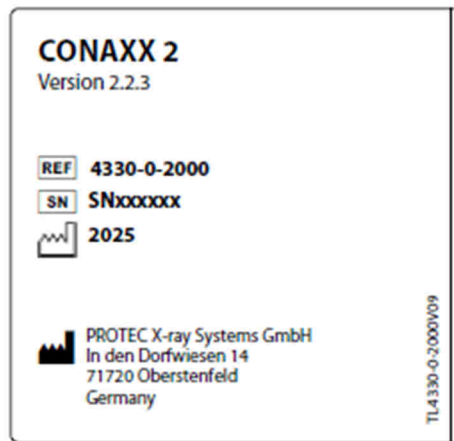 CONAXX 2
Version 2.2.3
REF 4330-0-2000
SN SNxxxxxx
2025
PROTEC X-ray Systems GmbH
In den Dorfwiesen 14
71720 Oberstenfeld
Germany
TL4330-0-2000V09